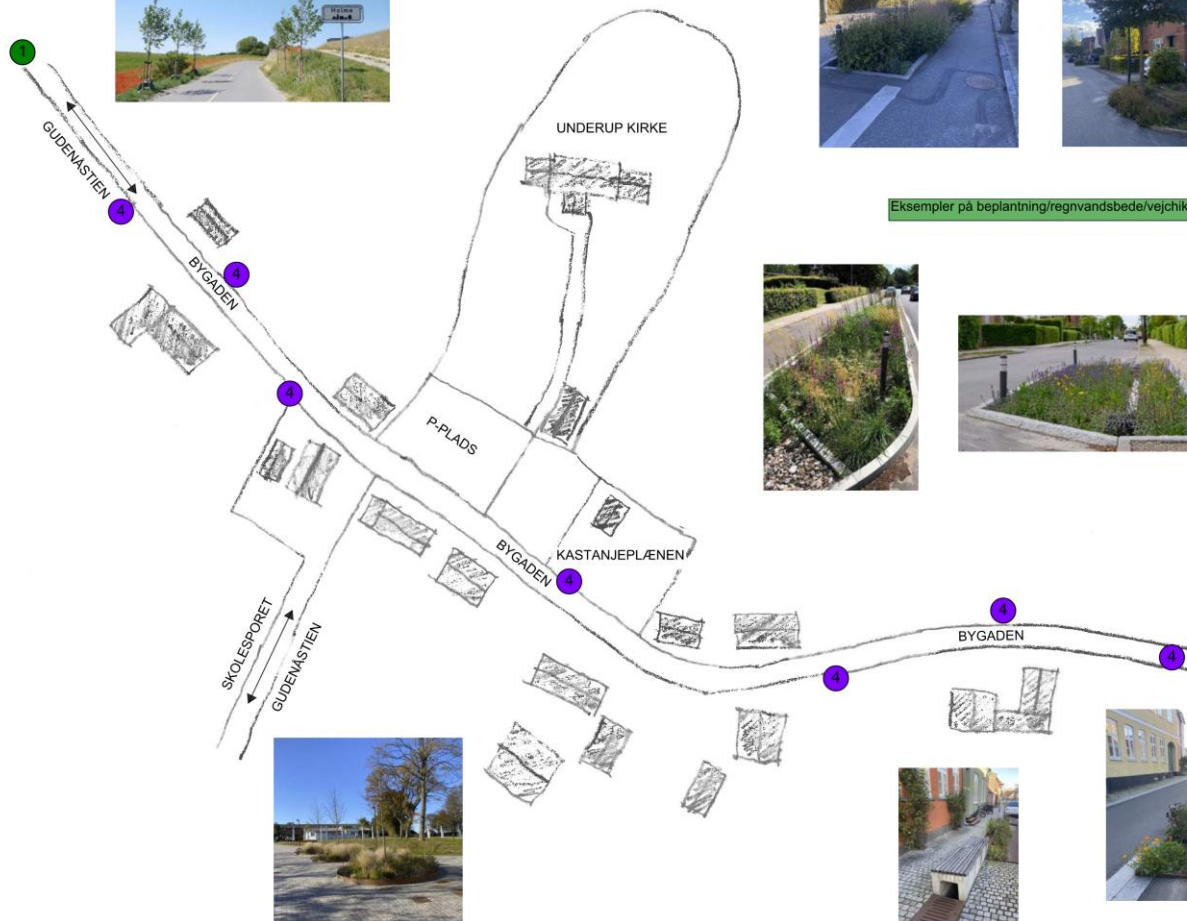 Holme
1
UNDERUP KIRKE
GUDENÅSTIEN
4
Eksempler på beplantning/regnvandsbede/vejchik
4
BYGADEN
4
P-PLADS
BYGADEN
KASTANJEPLÆNEN
4
SKOLESPORET
GUDENÅSTIEN
4
BYGADEN
4
4